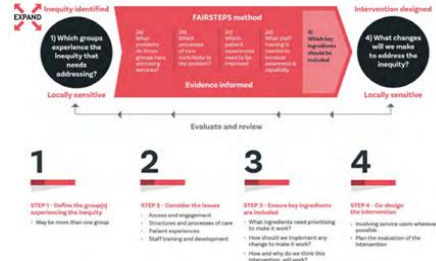 EXPAND
Inequity identified
FAIRSTEPS method
Intervention designed
1) Which groups
experience the
Inequity that
needs
addressing?
2a)
What
problems
do these
groups have
accessing
services?
2b)
Which
processes of
care
contribute to
the problem?
2c)
Which
patient
experiences
need to be
improved
2d)
What staff
training is
needed to
increase
awareness &
capability
3)
Which key
ingredients
should be
included
4) What changes
will we make
to address the
inequity?
Locally sensitive
Evidence informed
Locally sensitive
Evaluate and review
1
STEP 1 - Define the group(s)
experiencing the inequity
• May be more than one group
2
STEP 2 - Consider the issues
• Access and engagement
• Structures and processes of care
• Patient experiences
• Staff training and development
3
STEP 3 - Ensure key ingredients
are included
• What ingredients need prioritising
to make it work?
• How should we implement any
change to make it work?
• How and why do we think this
intervention, will work?
4
STEP 4 - Co-design
the intervention
• Involving service users wherever
possible.
• Plan the evaluation of the
intervention